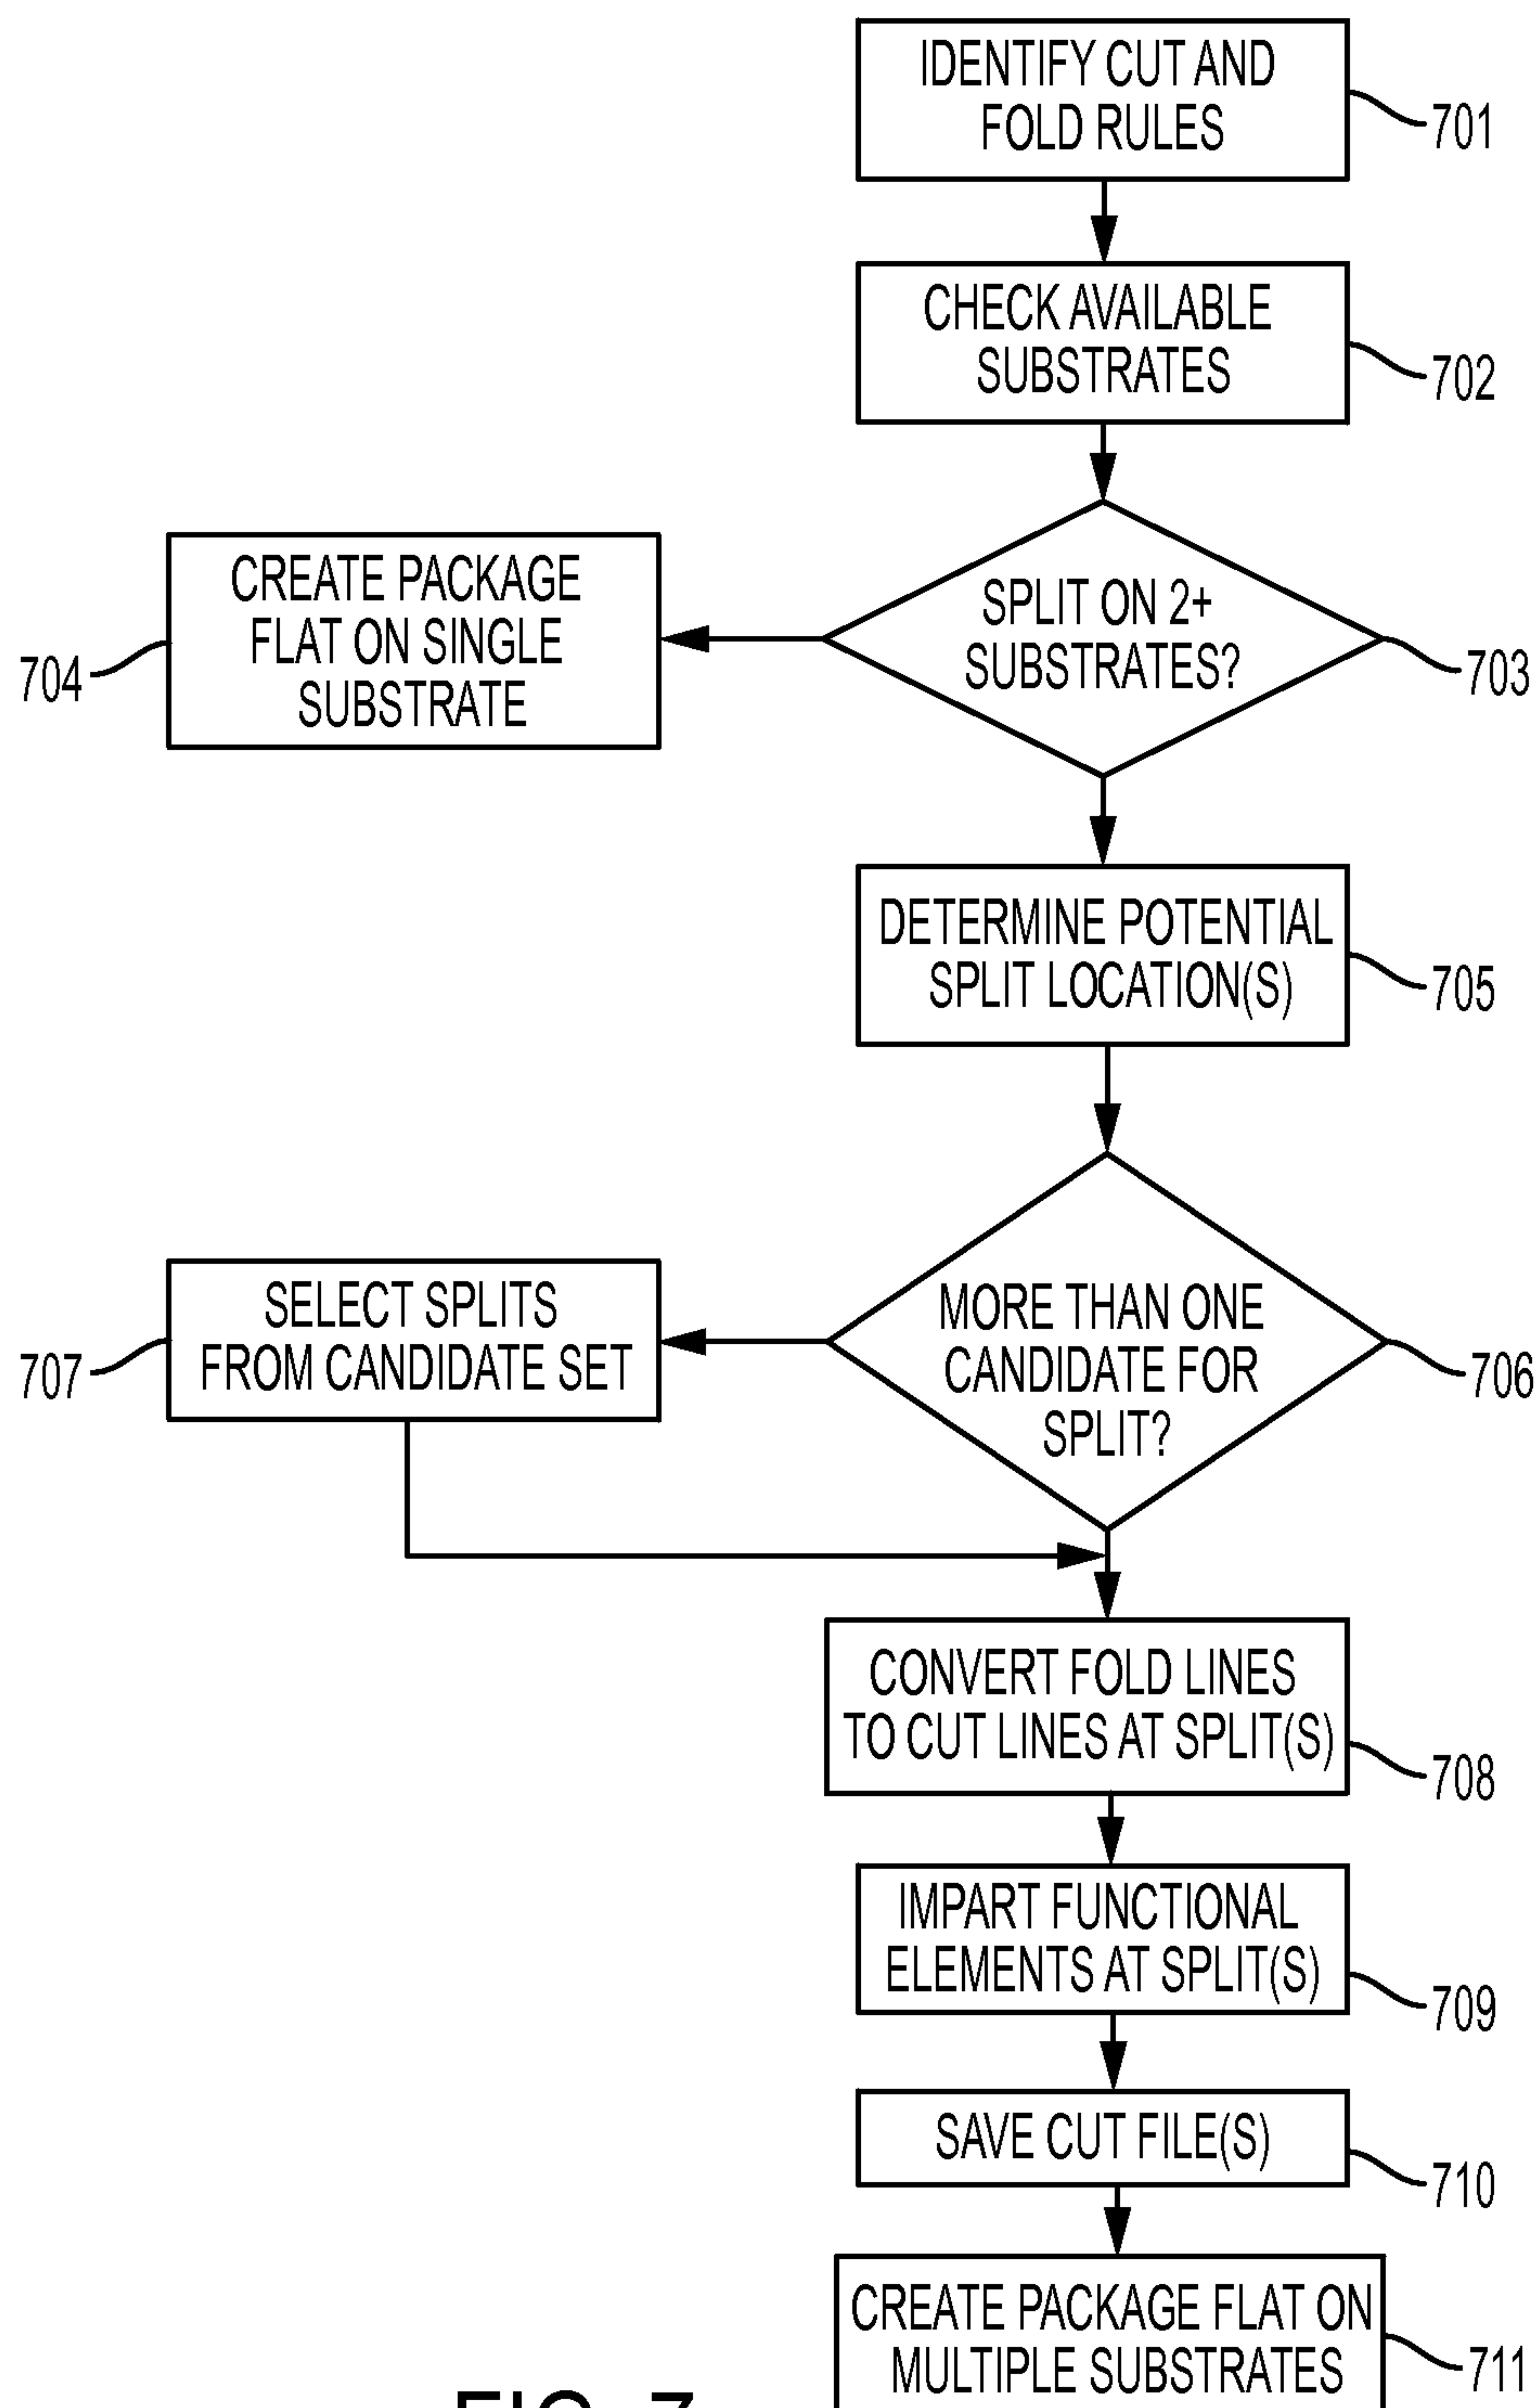 IDENTIFY CUT AND
FOLD RULES
701
CHECK AVAILABLE
SUBSTRATES
702
SPLIT ON 2+
SUBSTRATES?
703
CREATE PACKAGE
FLAT ON SINGLE
SUBSTRATE
704
DETERMINE POTENTIAL
SPLIT LOCATION(S)
705
MORE THAN ONE
CANDIDATE FOR
SPLIT?
706
SELECT SPLITS
FROM CANDIDATE SET
707
CONVERT FOLD LINES
TO CUT LINES AT SPLIT(S)
708
IMPART FUNCTIONAL
ELEMENTS AT SPLIT(S)
709
SAVE CUT FILE(S)
710
CREATE PACKAGE FLAT ON
MULTIPLE SUBSTRATES
711
FIG. 7